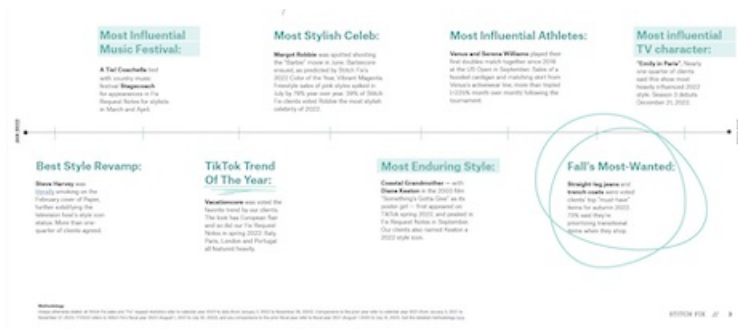 Most Influential
Music Festival:
A Tie! Coachella tied
with country music
festival Stagecoach
for appearances in Fix
Request Notes for stylists
in March and April.
Most Stylish Celeb:
Margot Robbie was spotted shooting
the "Barbie" movie in June. Barbiecore
ensued, as predicted by Stitch Fix's
2022 Color of the Year, Vibrant Magenta.
Freestyle sales of pink styles spiked in
July by 79% year over year. 39% of Stitch
Fix clients voted Robbie the most stylish
celebrity of 2022.
Most Influential Athletes:
Venus and Serena Williams played their
first doubles match together since 2018
at the US Open in September. Sales of a
hooded cardigan and matching skirt from
Venus's activewear line, more than tripled
(+225% month over month) following the
tournament.
Most influential
TV character:
"Emily in Paris". Nearly
one-quarter of clients
said this show most
heavily influenced 2022
style. Season 3 debuts
December 21, 2022.
Best Style Revamp:
Steve Harvey was
smoking on the
February cover of Paper,
further solidifying the
television host's style icon
status. More than one-
quarter of clients agreed.
TikTok Trend
Of The Year:
Vacationcore was voted the
favorite trend by our clients.
The look has European flair
and so did our Fix Request
Notes in spring 2022: Italy,
Paris, London and Portugal
all featured heavily.
Most Enduring Style:
Coastal Grandmother — with
Diane Keaton in the 2003 film
"Something's Gotta Give" as its
poster girl — first appeared on
TikTok spring 2022 and peaked in
Fix Request Notes in September.
Our clients also named Keaton a
2022 style icon.
Fall's Most-Wanted:
Straight leg jeans and
trench coats were voted
clients' top "must have"
items for autumn 2022.
73% said they're
prioritizing transitional
items when they shop.
Methodology
STITCH FIX // 3